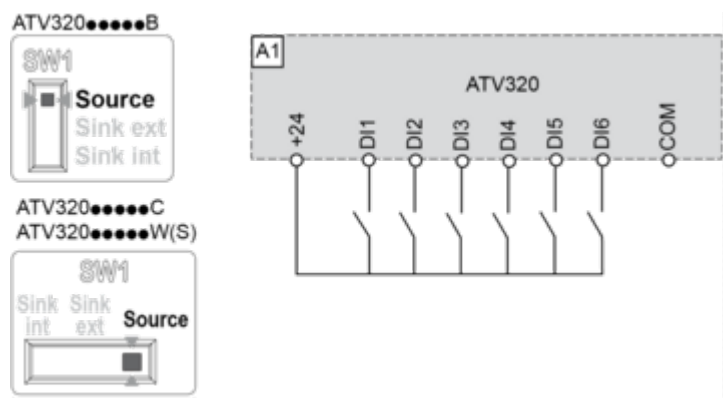 ATV320●●●●●B
SW1
Source
Sink ext
Sink int
ATV320●●●●●C
ATV320●●●●●W(S)
SW1
Sink int
Sink ext
Source
A1
ATV320
+24
DI1
DI2
DI3
DI4
DI5
DI6
COM